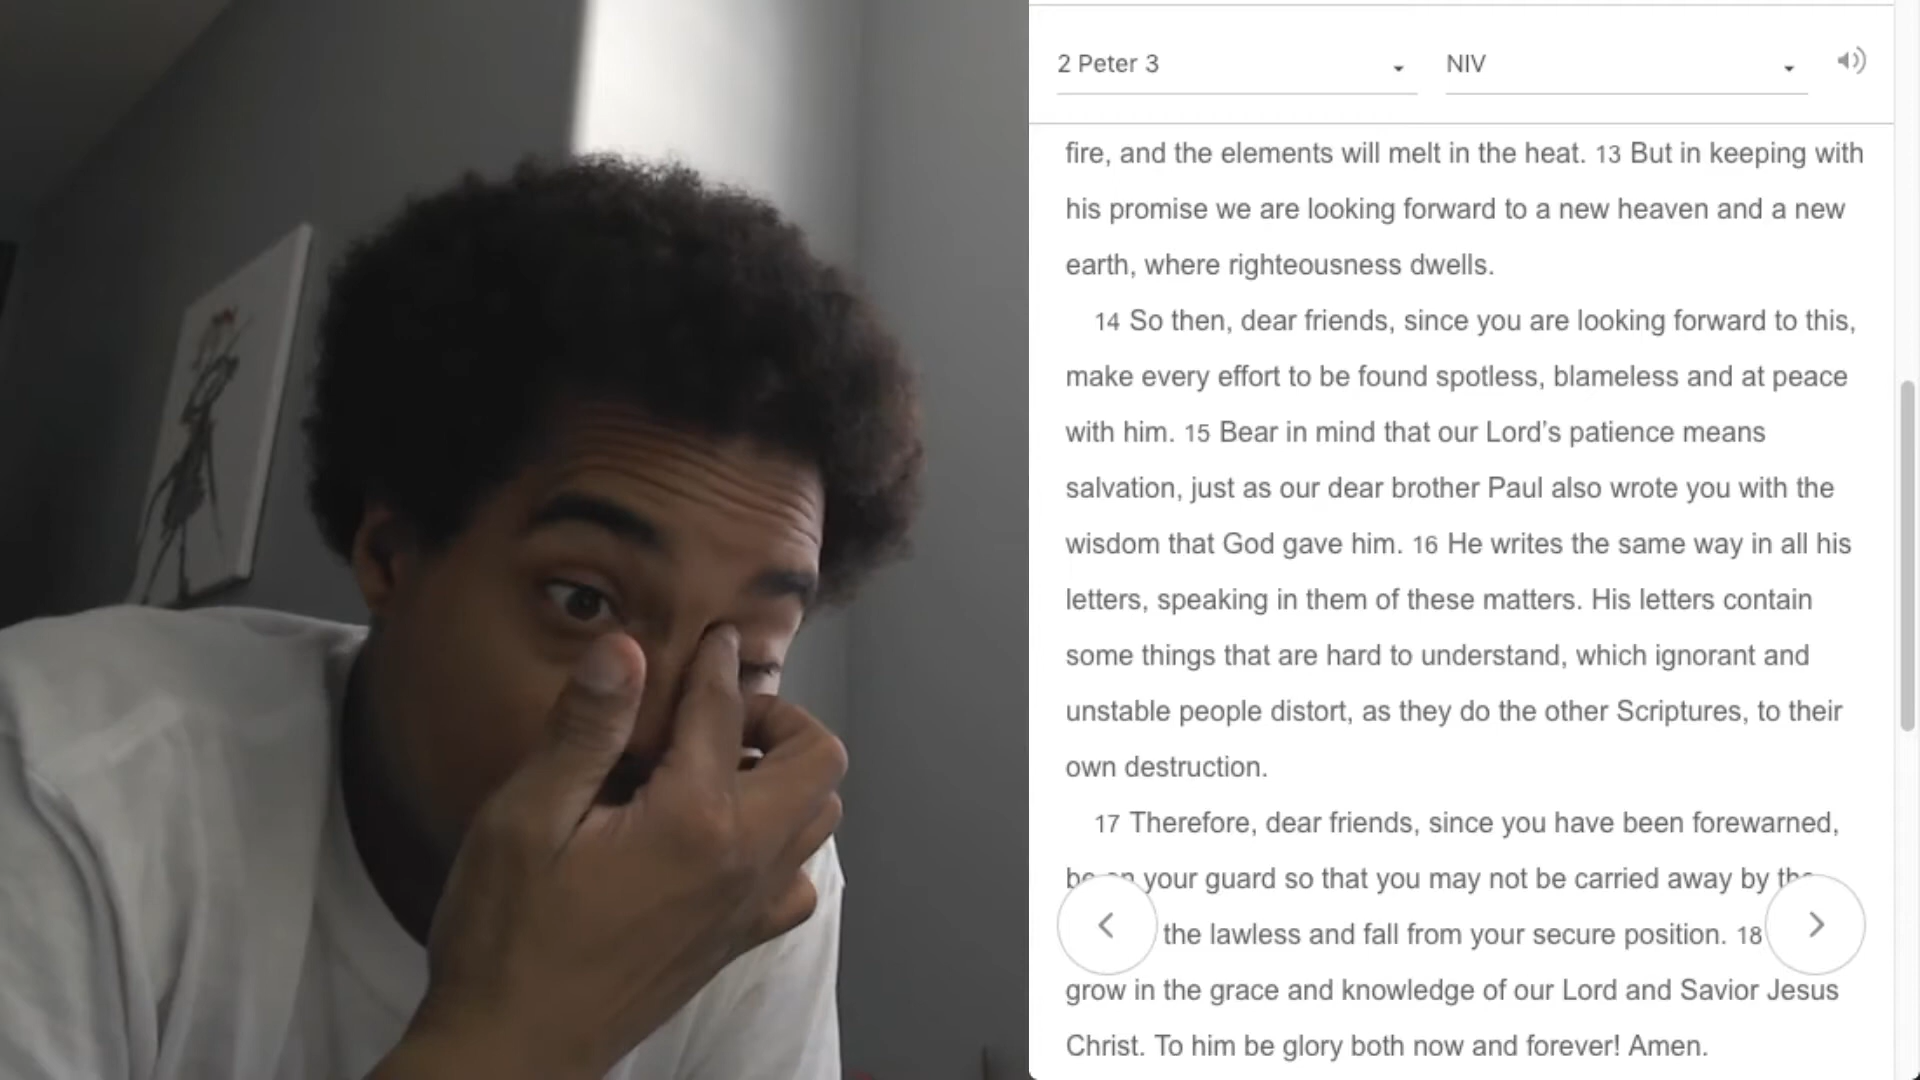 2 Peter 3
NIV
fire, and the elements will melt in the heat. 13 But in keeping with
his promise we are looking forward to a new heaven and a new
earth, where righteousness dwells.
14 So then, dear friends, since you are looking forward to this,
make every effort to be found spotless, blameless and at peace
with him. 15 Bear in mind that our Lord’s patience means
salvation, just as our dear brother Paul also wrote you with the
wisdom that God gave him. 16 He writes the same way in all his
letters, speaking in them of these matters. His letters contain
some things that are hard to understand, which ignorant and
unstable people distort, as they do the other Scriptures, to their
own destruction.
17 Therefore, dear friends, since you have been forewarned,
be on your guard so that you may not be carried away by the
the lawless and fall from your secure position. 18
grow in the grace and knowledge of our Lord and Savior Jesus
Christ. To him be glory both now and forever! Amen.